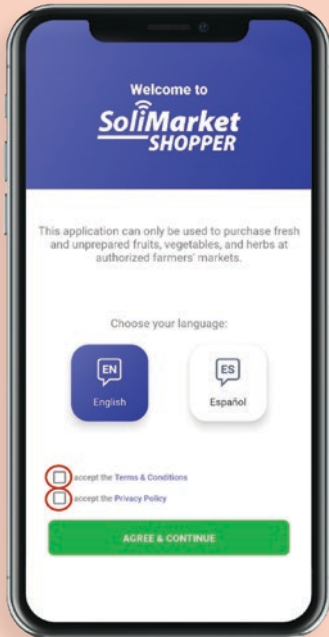 Welcome to
SoliMarket
SHOPPER
This application can only be used to purchase fresh
and unprepared fruits, vegetables, and herbs at
authorized farmers' markets.
Choose your language:
EN
ES
English
Español
accept the Terms & Conditions
accept the Privacy Policy
AGREE & CONTINUE